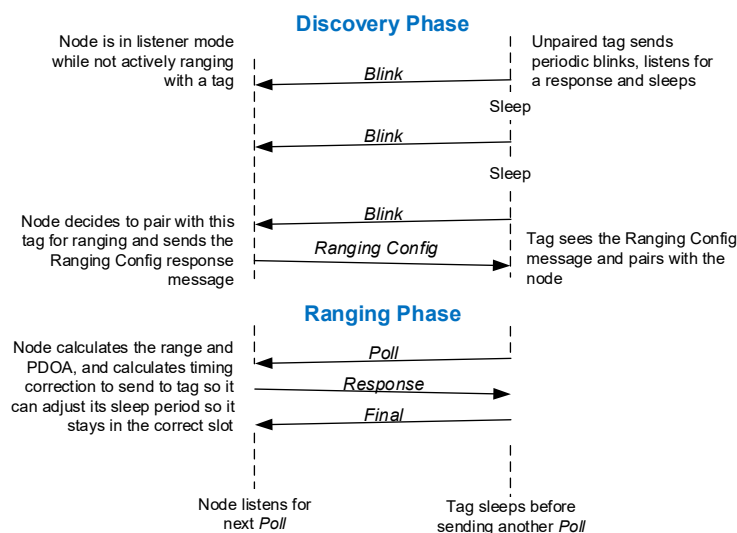 Discovery Phase
Node is in listener mode
while not actively ranging
with a tag
Unpaired tag sends
periodic blinks, listens for
a response and sleeps
Blink
Sleep
Blink
Sleep
Blink
Node decides to pair with this
tag for ranging and sends the
Ranging Config response
message
Ranging Config
Tag sees the Ranging Config
message and pairs with the
node
Ranging Phase
Node calculates the range and
PDOA, and calculates timing
correction to send to tag so it
can adjust its sleep period so it
stays in the correct slot
Poll
Response
Final
Node listens for
next Poll
Tag sleeps before
sending another Poll